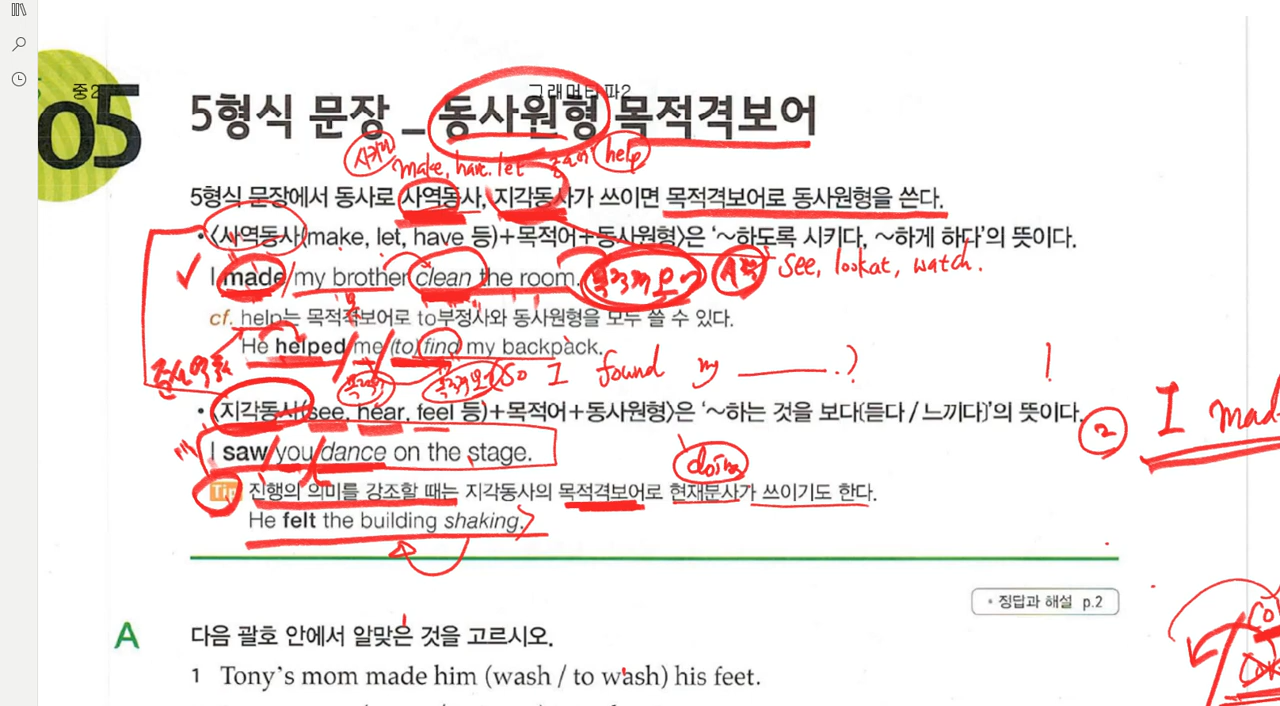 중2
그래머타파2
05
5형식 문장 _ 동사원형 목적격보어
make, have. let
help
5형식 문장에서 동사로 사역동사, 지각동사가 쓰이면 목적격보어로 동사원형을 쓴다.
• 〈사역동사(make, let, have 등)+목적어+동사원형〉은 '~하도록 시키다, ~하게 하다'의 뜻이다.
see, lookat, watch.
I made my brother clean the room.
목적격보어
cf. help는 목적격보어로 to부정사와 동사원형을 모두 쓸 수 있다.
He helped me (to) find my backpack.
준사역동사
목적어
목적격보어
So I found my ______.?
!
• 〈지각동사(see, hear, feel 등)+목적어+동사원형〉은 '~하는 것을 보다[듣다 / 느끼다]'의 뜻이다.
② I mad
I saw you dance on the stage.
doing
Tip 진행의 의미를 강조할 때는 지각동사의 목적격보어로 현재분사가 쓰이기도 한다.
He felt the building shaking.
• 정답과 해설 p.2
A 다음 괄호 안에서 알맞은 것을 고르시오.
1 Tony's mom made him (wash / to wash) his feet.